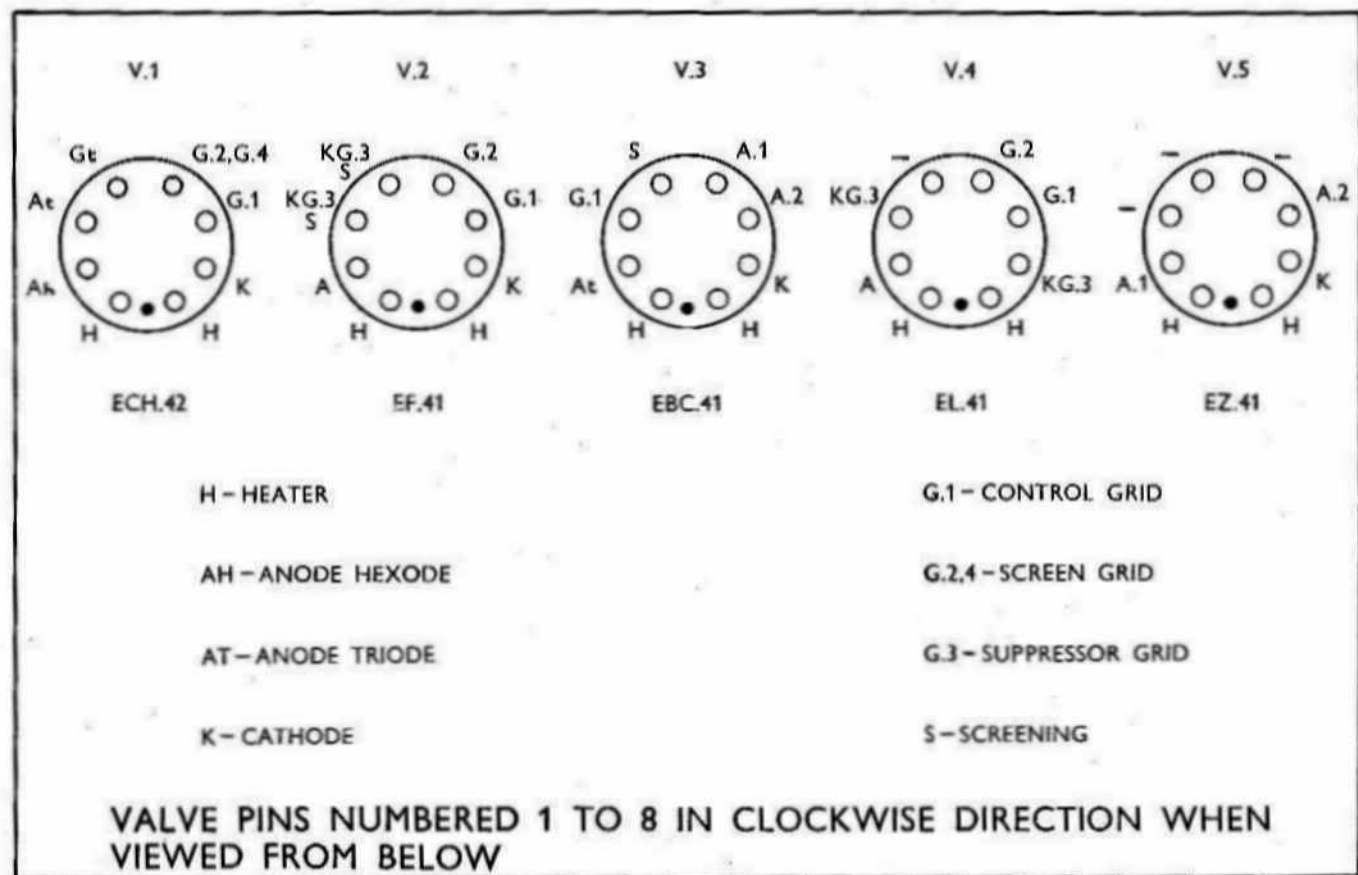 V.1 V.2 V.3 V.4 V.5
Gt G.2,G.4 KG.3 S G.2 S A.1 – G.2 – –
At G.1 KG.3 S G.1 G.1 A.2 KG.3 G.1 – A.2
Ah K A K At K A KG.3 A.1 K
H H H H H H H H H H
ECH.42 EF.41 EBC.41 EL.41 EZ.41
H – HEATER G.1 – CONTROL GRID
AH – ANODE HEXODE G.2,4 – SCREEN GRID
AT – ANODE TRIODE G.3 – SUPPRESSOR GRID
K – CATHODE S – SCREENING
VALVE PINS NUMBERED 1 TO 8 IN CLOCKWISE DIRECTION WHEN
VIEWED FROM BELOW